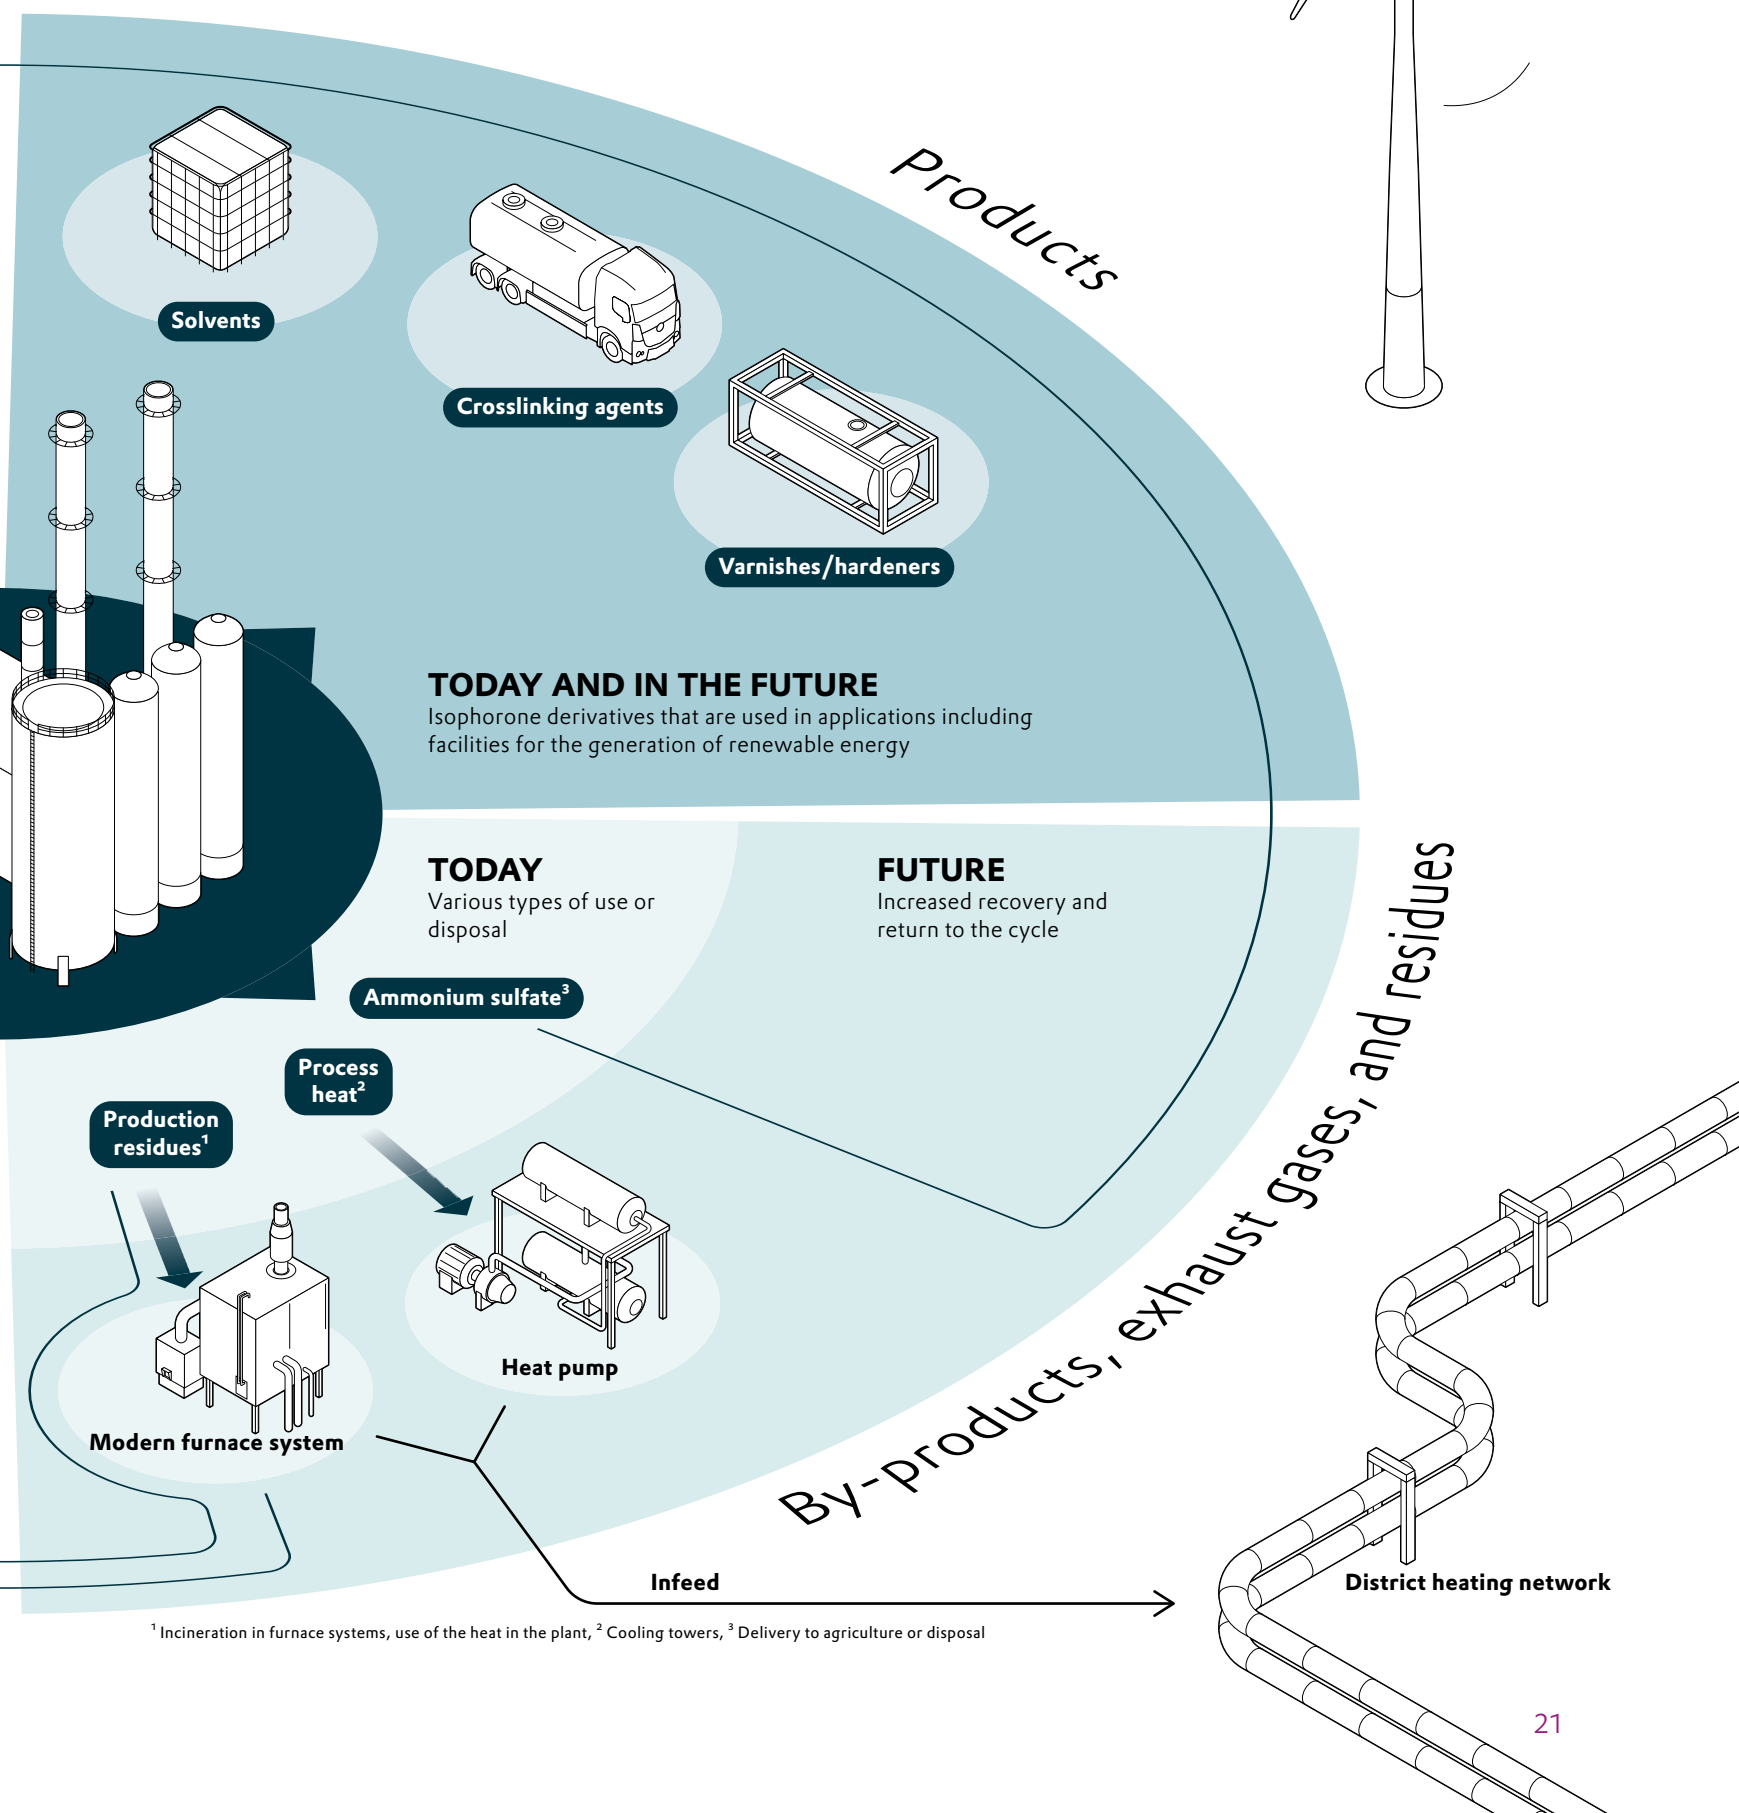 Products
Solvents
Crosslinking agents
Varnishes/hardeners
TODAY AND IN THE FUTURE
Isophorone derivatives that are used in applications including
facilities for the generation of renewable energy
TODAY
Various types of use or
disposal
FUTURE
Increased recovery and
return to the cycle
By-products, exhaust gases, and residues
Ammonium sulfate³
Process
heat²
Production
residues¹
Heat pump
Modern furnace system
Infeed
District heating network
¹ Incineration in furnace systems, use of the heat in the plant, ² Cooling towers, ³ Delivery to agriculture or disposal
21